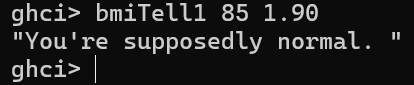 ghci> bmiTell1 85 1.90
"You're supposedly normal. "
ghci>